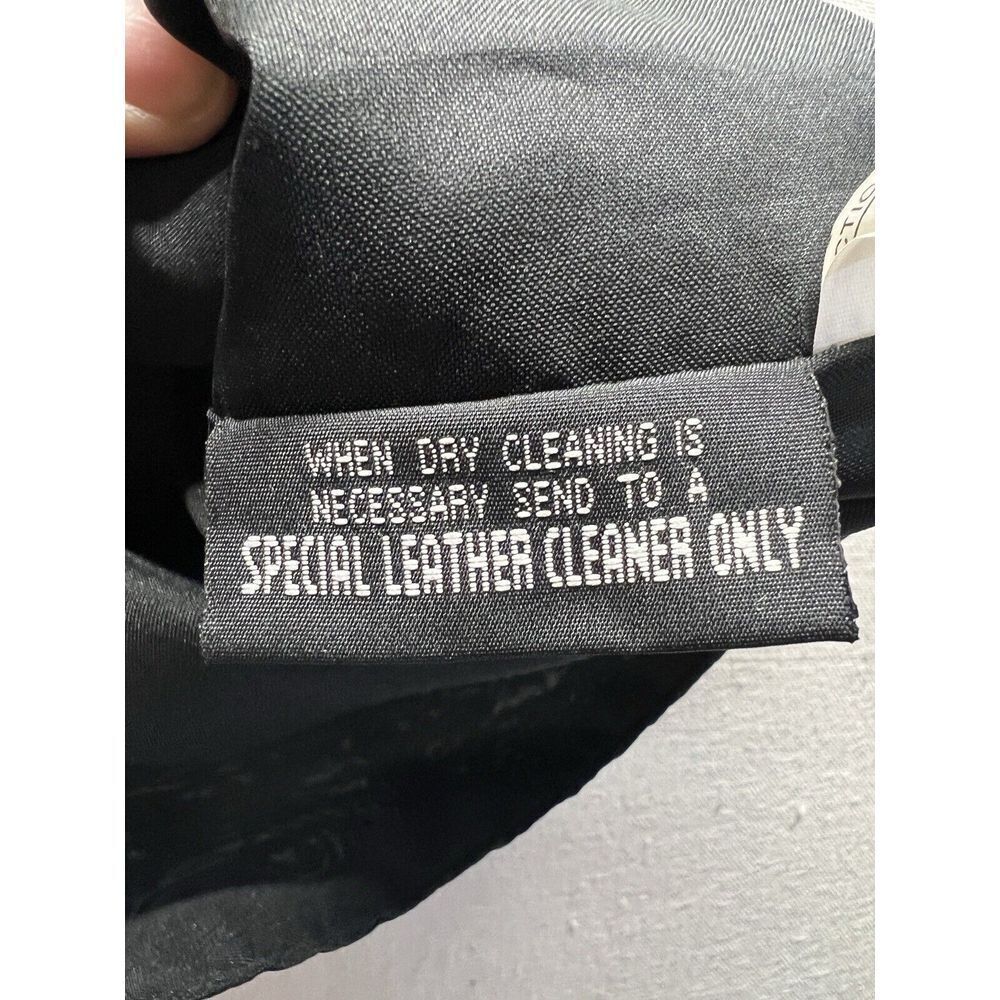 WHEN DRY CLEANING IS
NECESSARY SEND TO A
SPECIAL LEATHER CLEANER ONLY